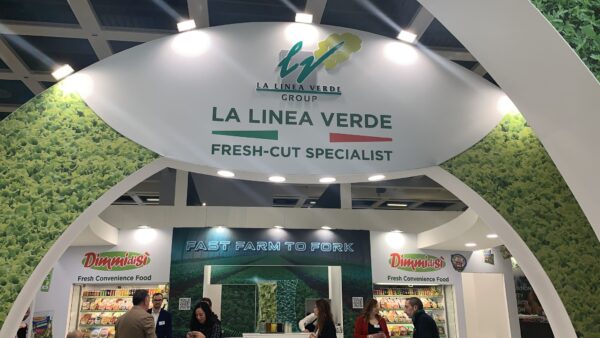 LV
LA LINEA VERDE
GROUP
LA LINEA VERDE
FRESH-CUT SPECIALIST
FAST FARM TO FORK
Dimmidisì
Fresh Convenience Food
Dimmidisì
Fresh Convenience Food